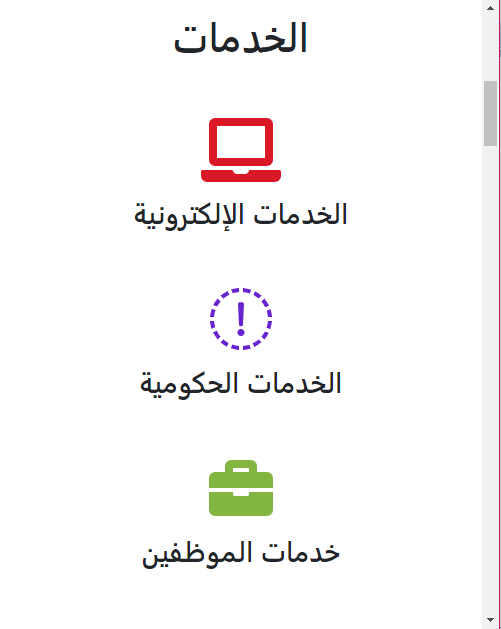 الخدمات
الخدمات الإلكترونية
الخدمات الحكومية
خدمات الموظفين